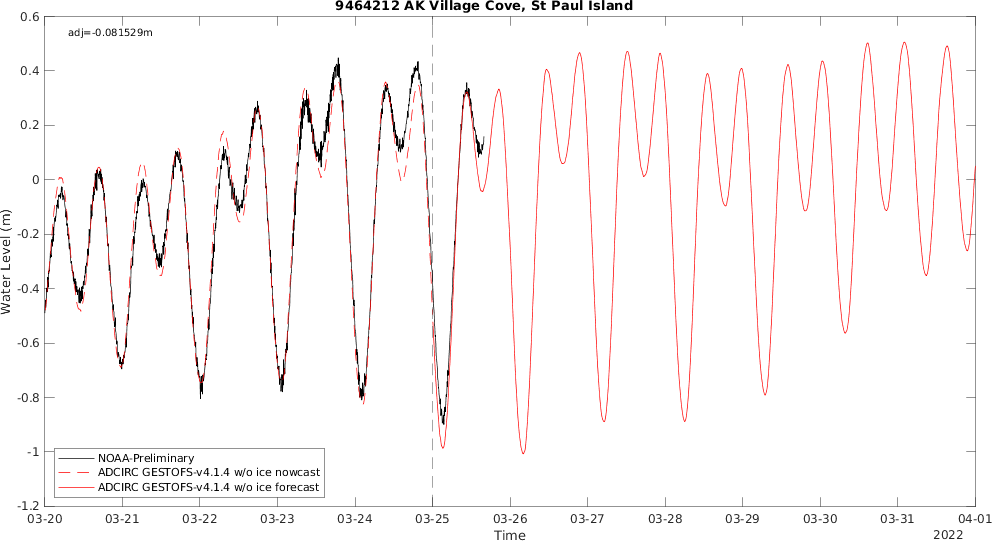 9464212 AK Village Cove, St Paul Island
adj=-0.081529m
0.6
0.4
0.2
0
-0.2
-0.4
-0.6
-0.8
-1
-1.2
Water Level (m)
NOAA-Preliminary
ADCIRC GESTOFS-v4.1.4 w/o ice nowcast
ADCIRC GESTOFS-v4.1.4 w/o ice forecast
03-20 03-21 03-22 03-23 03-24 03-25 03-26 03-27 03-28 03-29 03-30 03-31 04-01
Time
2022